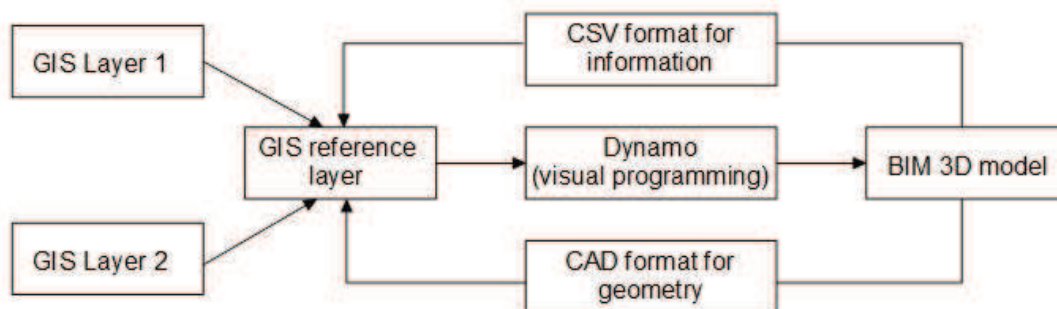 GIS Layer 1
CSV format for
information
GIS reference
layer
Dynamo
(visual programming)
BIM 3D model
GIS Layer 2
CAD format for
geometry